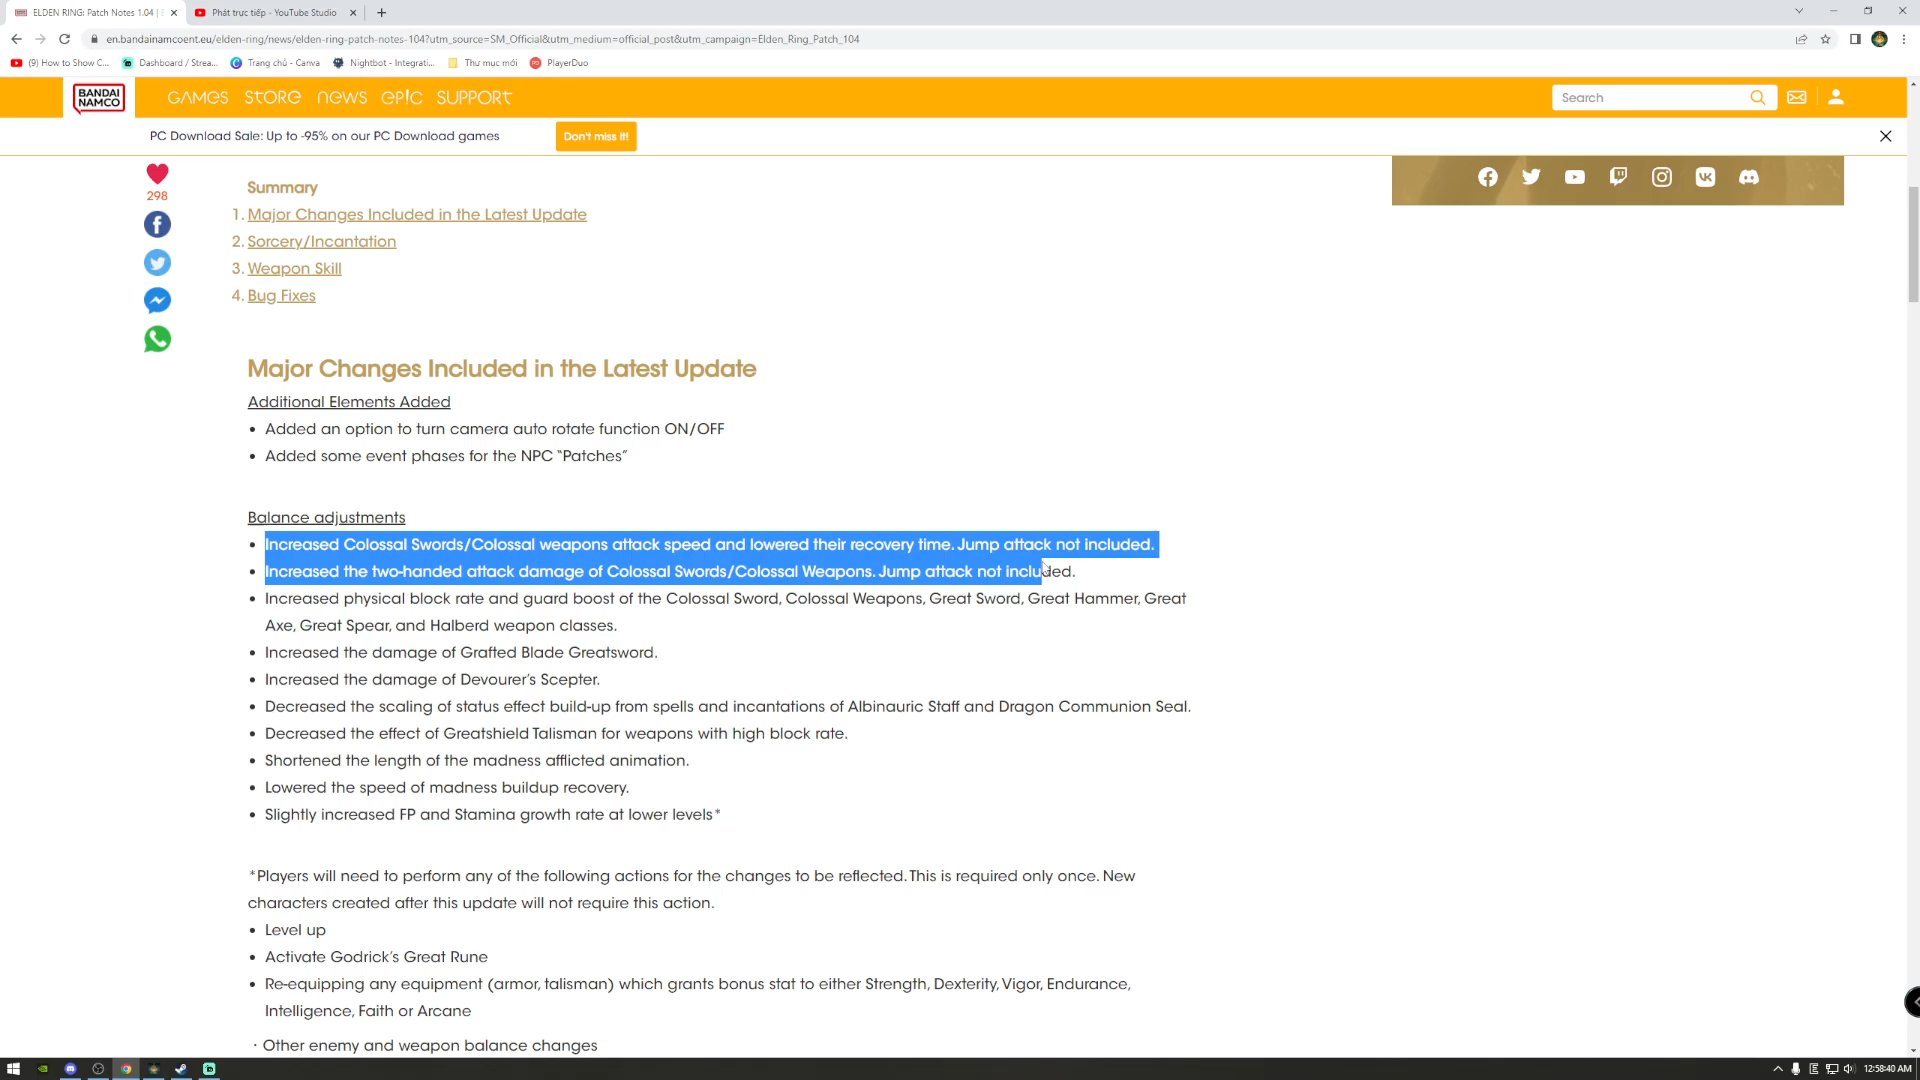 ELDEN RING: Patch Notes 1.04 |
Phát trực tiếp - YouTube Studio
en.bandainamcoent.eu/elden-ring/news/elden-ring-patch-notes-104?utm_source=SM_Official&utm_medium=official_post&utm_campaign=Elden_Ring_Patch_104
(9) How to Show C...
Dashboard / Strea...
Trang chủ - Canva
Nightbot - Integrati...
Thư mục mới
PlayerDuo
BANDAI NAMCO
GAMES STORE NEWS EPIC SUPPORT
Search
PC Download Sale: Up to -95% on our PC Download games
Don't miss it!
298
Summary
1. Major Changes Included in the Latest Update
2. Sorcery/Incantation
3. Weapon Skill
4. Bug Fixes
Major Changes Included in the Latest Update
Additional Elements Added
• Added an option to turn camera auto rotate function ON/OFF
• Added some event phases for the NPC “Patches”
Balance adjustments
• Increased Colossal Swords/Colossal weapons attack speed and lowered their recovery time. Jump attack not included.
• Increased the two-handed attack damage of Colossal Swords/Colossal Weapons. Jump attack not included.
• Increased physical block rate and guard boost of the Colossal Sword, Colossal Weapons, Great Sword, Great Hammer, Great
Axe, Great Spear, and Halberd weapon classes.
• Increased the damage of Grafted Blade Greatsword.
• Increased the damage of Devourer’s Scepter.
• Decreased the scaling of status effect build-up from spells and incantations of Albinauric Staff and Dragon Communion Seal.
• Decreased the effect of Greatshield Talisman for weapons with high block rate.
• Shortened the length of the madness afflicted animation.
• Lowered the speed of madness buildup recovery.
• Slightly increased FP and Stamina growth rate at lower levels*
*Players will need to perform any of the following actions for the changes to be reflected. This is required only once. New
characters created after this update will not require this action.
• Level up
• Activate Godrick’s Great Rune
• Re-equipping any equipment (armor, talisman) which grants bonus stat to either Strength, Dexterity, Vigor, Endurance,
Intelligence, Faith or Arcane
・Other enemy and weapon balance changes
12:58:40 AM